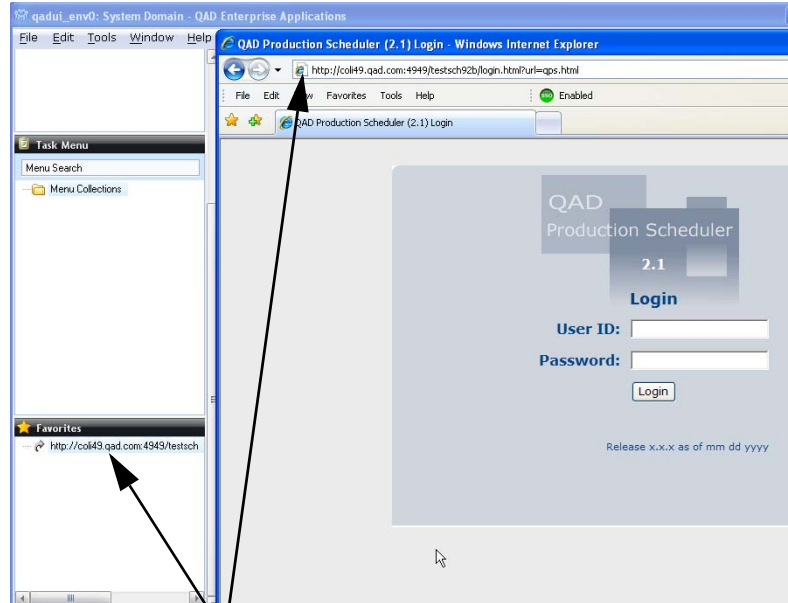 qadui_env0: System Domain - QAD Enterprise Applications
File Edit Tools Window Help
QAD Production Scheduler (2.1) Login - Windows Internet Explorer
http://coli49.qad.com:4949/testsch92b/login.html?url=qps.html
File Edit Favorites Tools Help
sso Enabled
QAD Production Scheduler (2.1) Login
Task Menu
Menu Search
Menu Collections
QAD
Production Scheduler
2.1
Login
User ID:
Password:
Login
Release x.x.x as of mm dd yyyy
Favorites
http://coli49.qad.com:4949/testsch